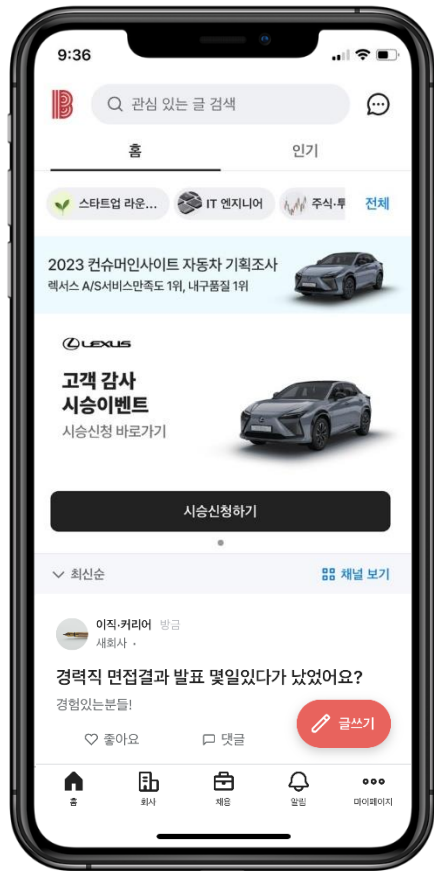 9:36
관심 있는 글 검색
홈
인기
스타트업 라운...
IT 엔지니어
주식·투
전체
2023 컨슈머인사이트 자동차 기획조사
렉서스 A/S서비스만족도 1위, 내구품질 1위
LEXUS
고객 감사
시승이벤트
시승신청 바로가기
시승신청하기
최신순
채널 보기
이직·커리어 방금
새회사 ·
경력직 면접결과 발표 몇일있다가 났었어요?
경험있는분들!
글쓰기
좋아요
댓글
홈
회사
채용
알림
마이페이지